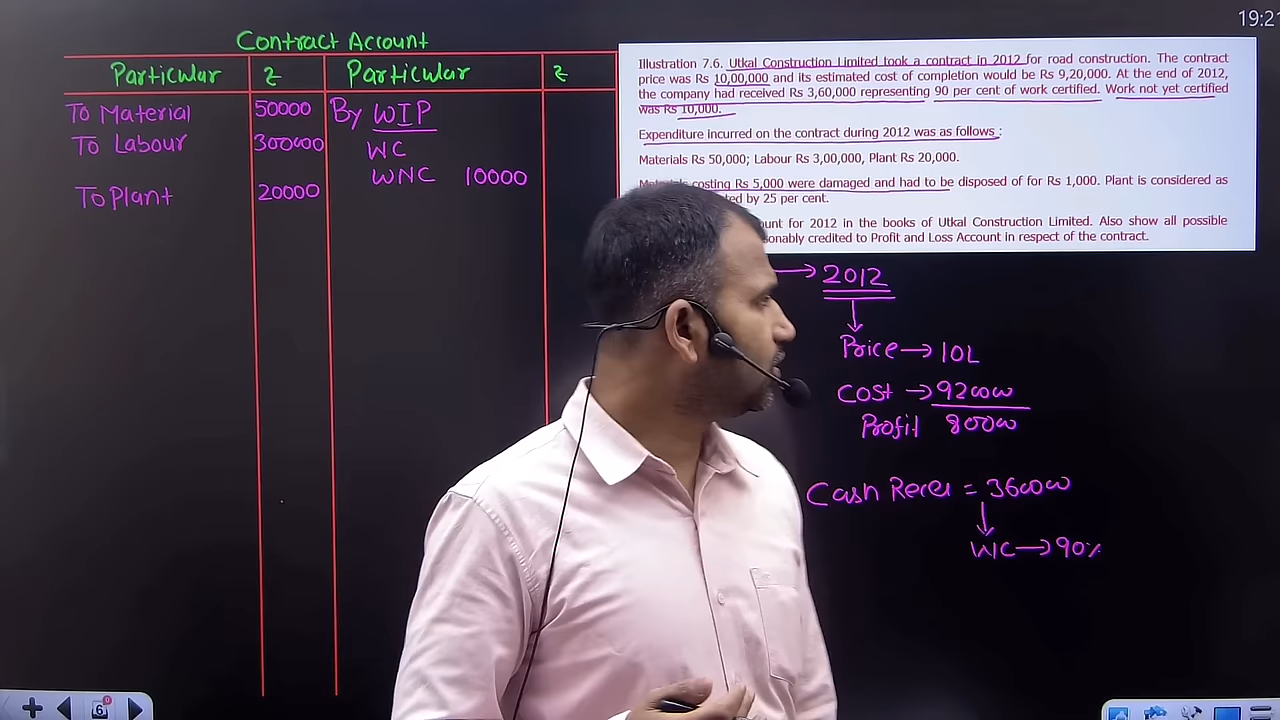 19:21
Contract Account
Particular ₹ Particular ₹
To Material 50000 By WIP
To Labour 300000 WC
WNC 10000
To Plant 20000
Illustration 7.6. Utkal Construction Limited took a contract in 2012 for road construction. The contract
price was Rs 10,00,000 and its estimated cost of completion would be Rs 9,20,000. At the end of 2012,
the company had received Rs 3,60,000 representing 90 per cent of work certified. Work not yet certified
was Rs 10,000.
Expenditure incurred on the contract during 2012 was as follows :
Materials Rs 50,000; Labour Rs 3,00,000, Plant Rs 20,000.
costing Rs 5,000 were damaged and had to be disposed of for Rs 1,000. Plant is considered as
by 25 per cent.
for 2012 in the books of Utkal Construction Limited. Also show all possible
credited to Profit and Loss Account in respect of the contract.
→ 2012
↓
Price → 10L
Cost → 920000
Profit 80000
Cash Recei = 360000
↓
WC → 90%
6